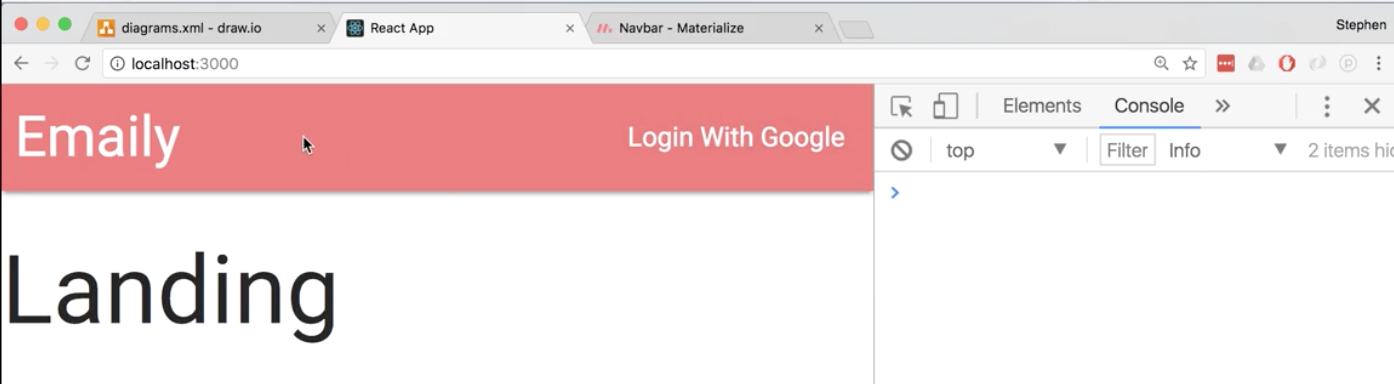 diagrams.xml - draw.io
React App
Navbar - Materialize
Stephen
localhost:3000
Emaily
Login With Google
Elements
Console
top
Filter
Info
2 items hid
Landing